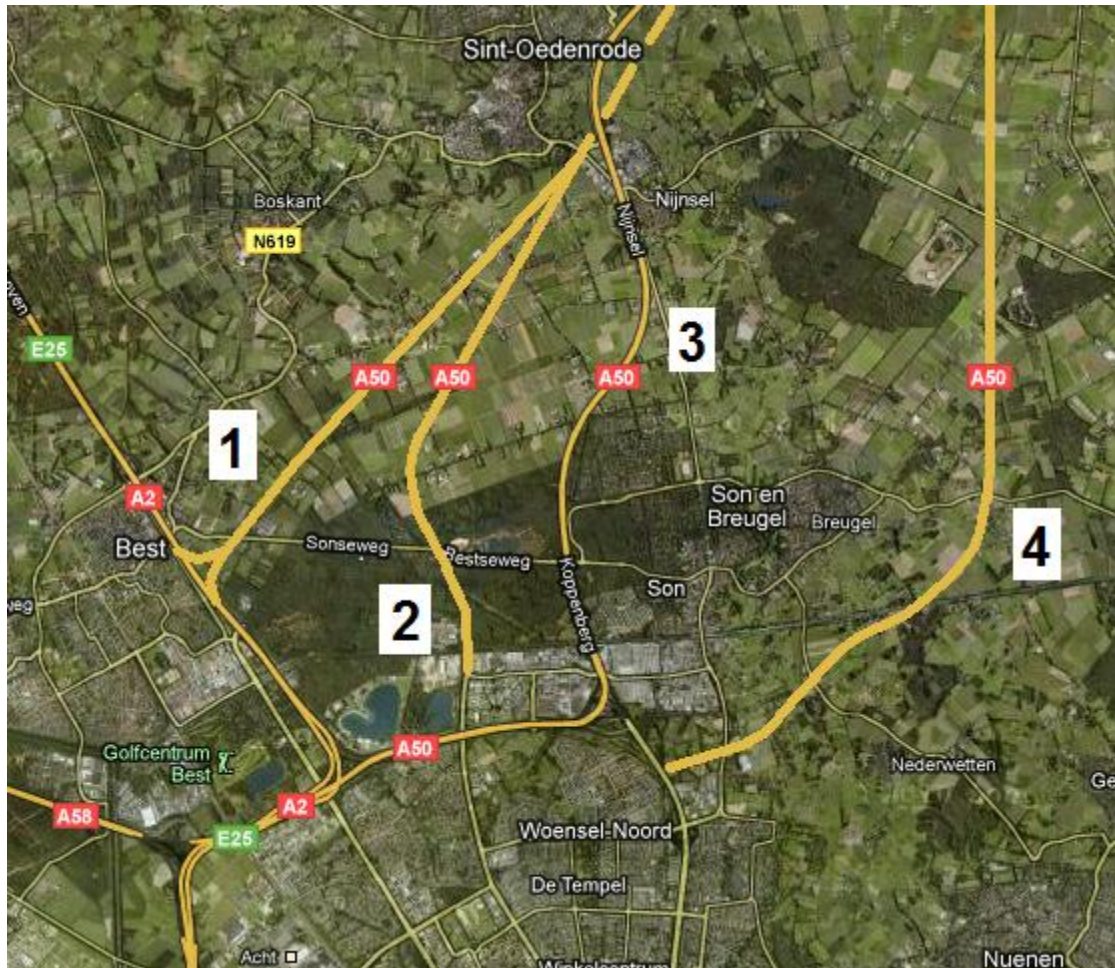 Sint-Oedenrode
Boskant
Nijnsel
N619
Nijnsel
E25
3
A50
A50
A50
A50
1
A2
Son en
Breugel
Breugel
Best
Sonseweg
Bestseweg
4
Koppenberg
Son
2
A50
Golfcentrum
Best
Nederwetten
A2
A58
E25
Woensel-Noord
De Tempel
Acht
Nuenen